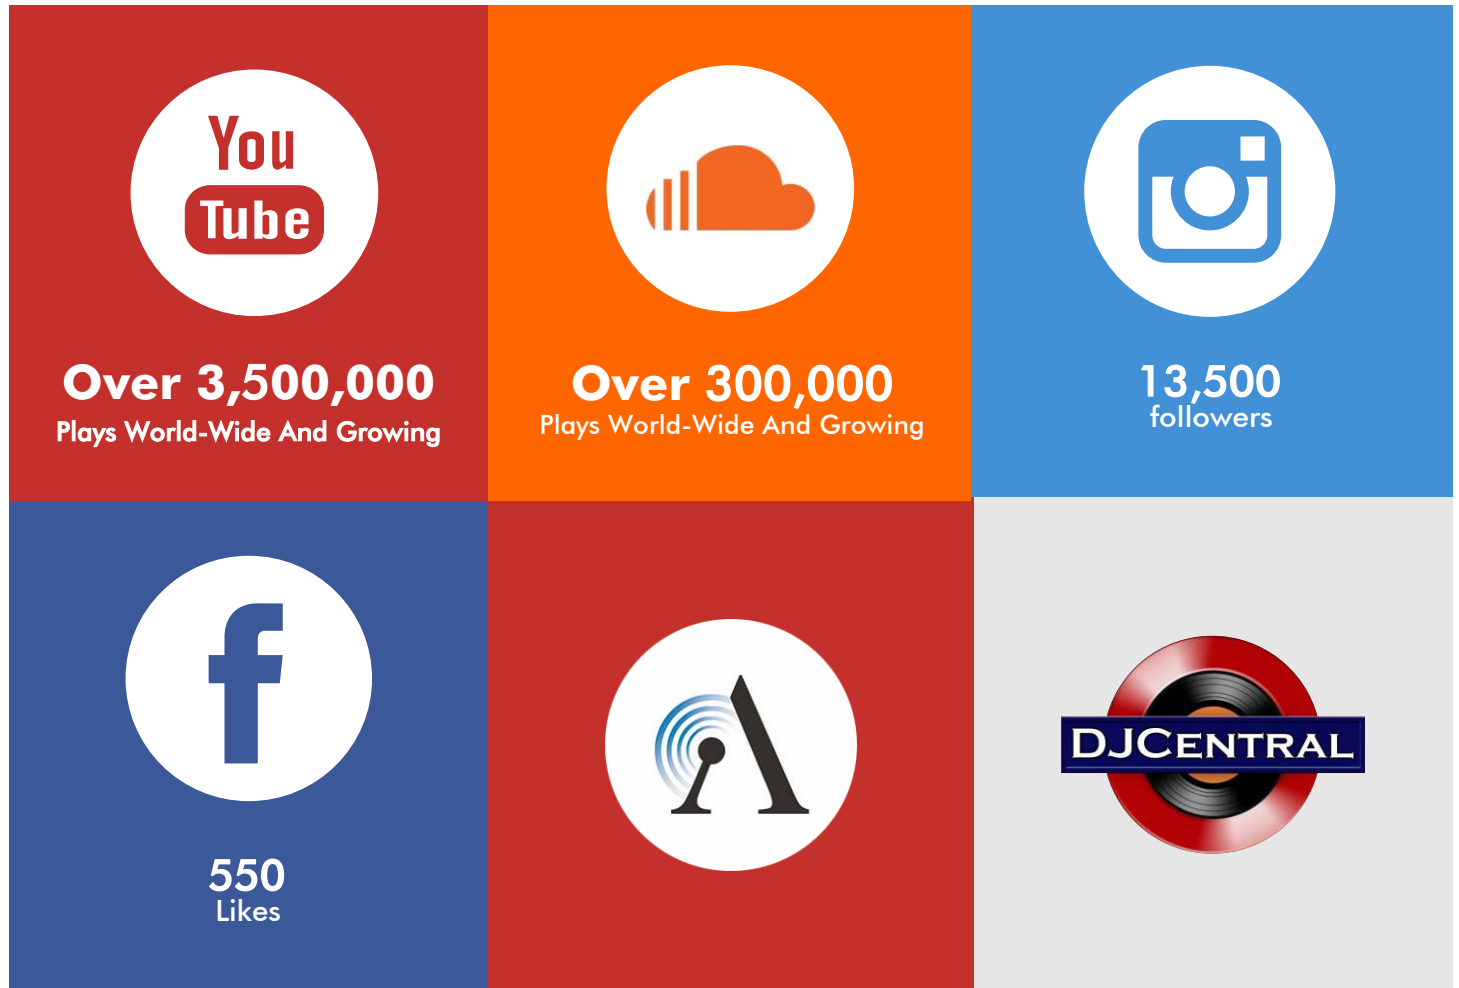 You
Tube
Over 3,500,000
Plays World-Wide And Growing
Over 300,000
Plays World-Wide And Growing
13,500
followers
f
550
Likes
A
DJCENTRAL